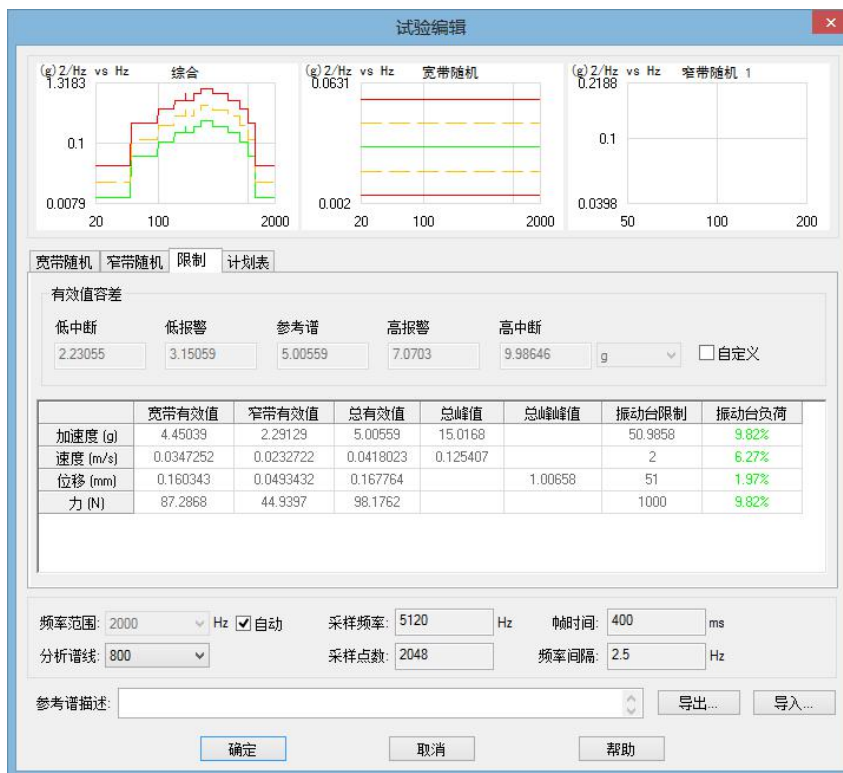 试验编辑
(g)2/Hz vs Hz 综合
1.3183
0.1
0.0079
20 100 2000
(g)2/Hz vs Hz 宽带随机
0.0631
0.002
20 100 2000
(g)2/Hz vs Hz 窄带随机 1
0.2188
0.1
0.0398
50 100 200
宽带随机 窄带随机 限制 计划表
有效值容差
低中断 低报警 参考谱 高报警 高中断
2.23055 3.15059 5.00559 7.0703 9.98646 g 自定义
宽带有效值 窄带有效值 总有效值 总峰值 总峰峰值 振动台限制 振动台负荷
加速度 (g) 4.45039 2.29129 5.00559 15.0168 50.9858 9.82%
速度 (m/s) 0.0347252 0.0232722 0.0418023 0.125407 2 6.27%
位移 (mm) 0.160343 0.0493432 0.167764 1.00658 51 1.97%
力 (N) 87.2868 44.9397 98.1762 1000 9.82%
频率范围: 2000 Hz 自动 采样频率: 5120 Hz 帧时间: 400 ms
分析谱线: 800 采样点数: 2048 频率间隔: 2.5 Hz
参考谱描述: 导出... 导入...
确定 取消 帮助